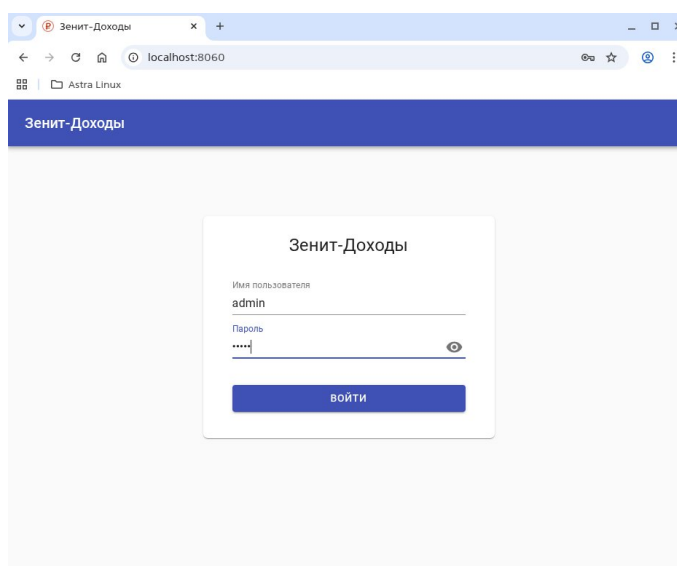 Зенит-Доходы
localhost:8060
Astra Linux
Зенит-Доходы
Зенит-Доходы
Имя пользователя
admin
Пароль
•••••
ВОЙТИ